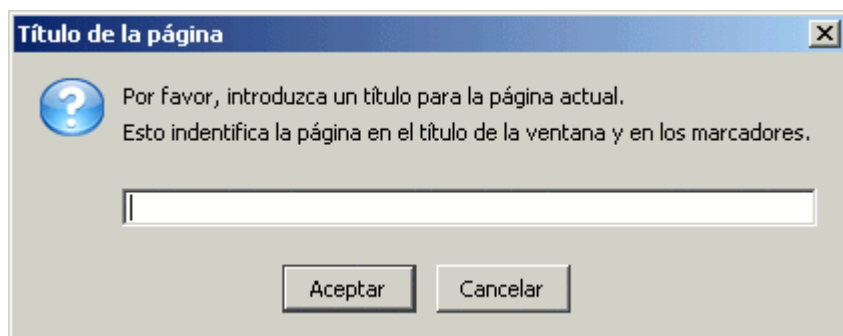 Título de la página
Por favor, introduzca un título para la página actual.
Esto indentifica la página en el título de la ventana y en los marcadores.
Aceptar
Cancelar